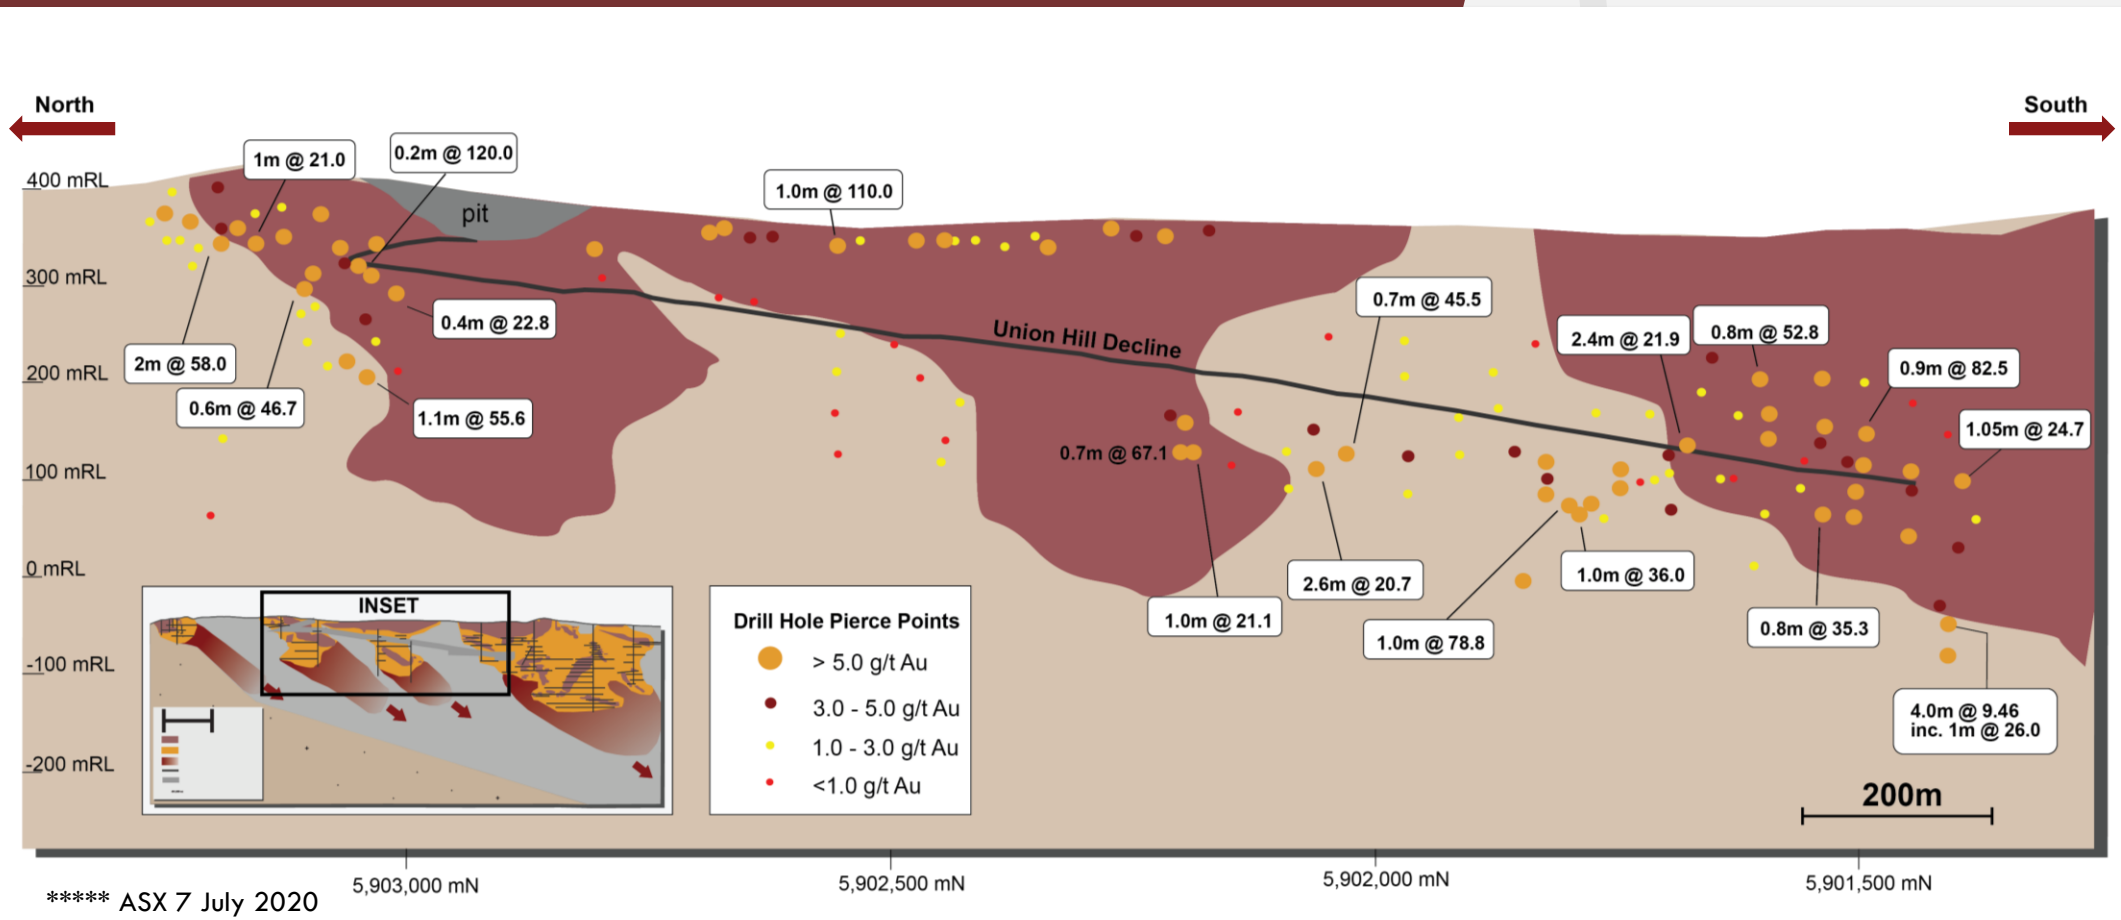 North
South
1m @ 21.0
0.2m @ 120.0
400 mRL
1.0m @ 110.0
pit
300 mRL
0.7m @ 45.5
0.4m @ 22.8
Union Hill Decline
2.4m @ 21.9
0.8m @ 52.8
2m @ 58.0
200 mRL
0.9m @ 82.5
0.6m @ 46.7
1.1m @ 55.6
1.05m @ 24.7
0.7m @ 67.1
100 mRL
0 mRL
2.6m @ 20.7
1.0m @ 36.0
1.0m @ 21.1
1.0m @ 78.8
0.8m @ 35.3
-100 mRL
INSET
Drill Hole Pierce Points
> 5.0 g/t Au
3.0 - 5.0 g/t Au
1.0 - 3.0 g/t Au
<1.0 g/t Au
4.0m @ 9.46
inc. 1m @ 26.0
-200 mRL
200m
5,903,000 mN
5,902,500 mN
5,902,000 mN
5,901,500 mN
***** ASX 7 July 2020